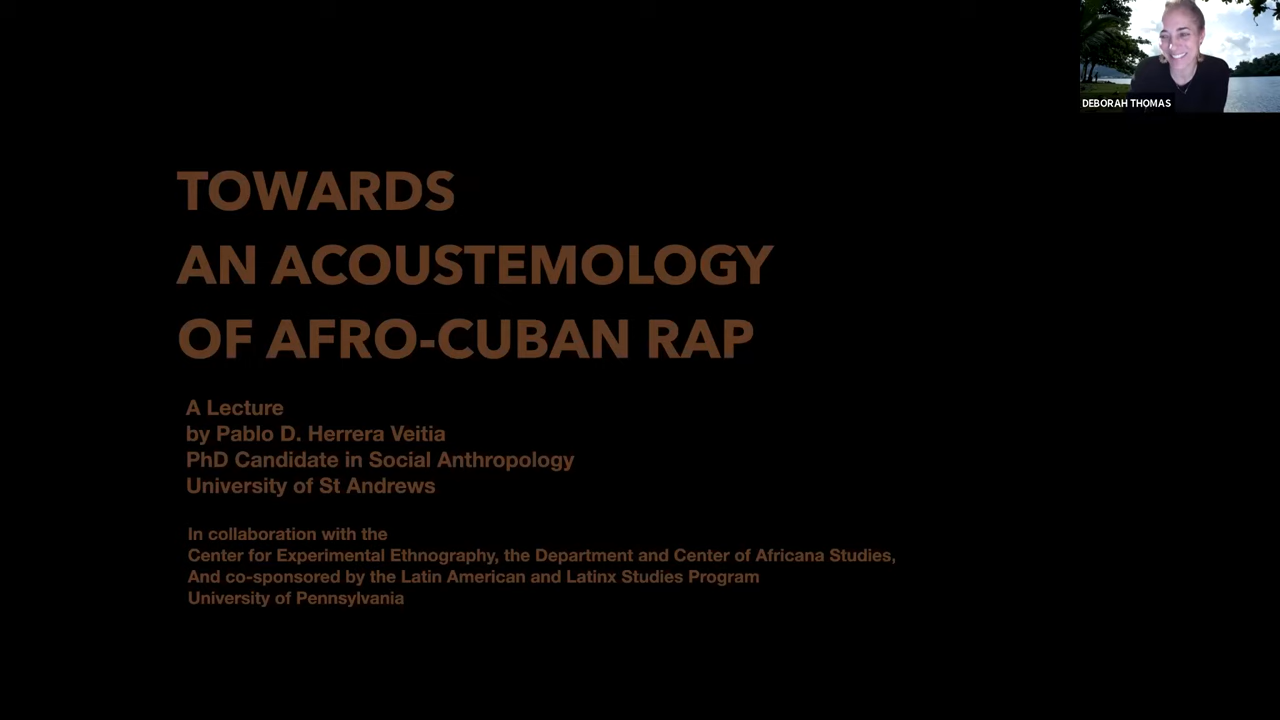 DEBORAH THOMAS
TOWARDS
AN ACOUSTEMOLOGY
OF AFRO-CUBAN RAP
A Lecture
by Pablo D. Herrera Veitia
PhD Candidate in Social Anthropology
University of St Andrews
In collaboration with the
Center for Experimental Ethnography, the Department and Center of Africana Studies,
And co-sponsored by the Latin American and Latinx Studies Program
University of Pennsylvania